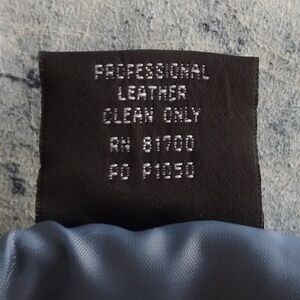 PROFESSIONAL
LEATHER
CLEAN ONLY
RN 81700
PO P1050